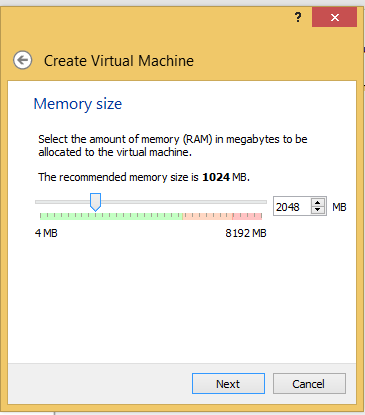 ? ×
Create Virtual Machine
Memory size
Select the amount of memory (RAM) in megabytes to be
allocated to the virtual machine.
The recommended memory size is 1024 MB.
2048 MB
4 MB 8192 MB
Next Cancel